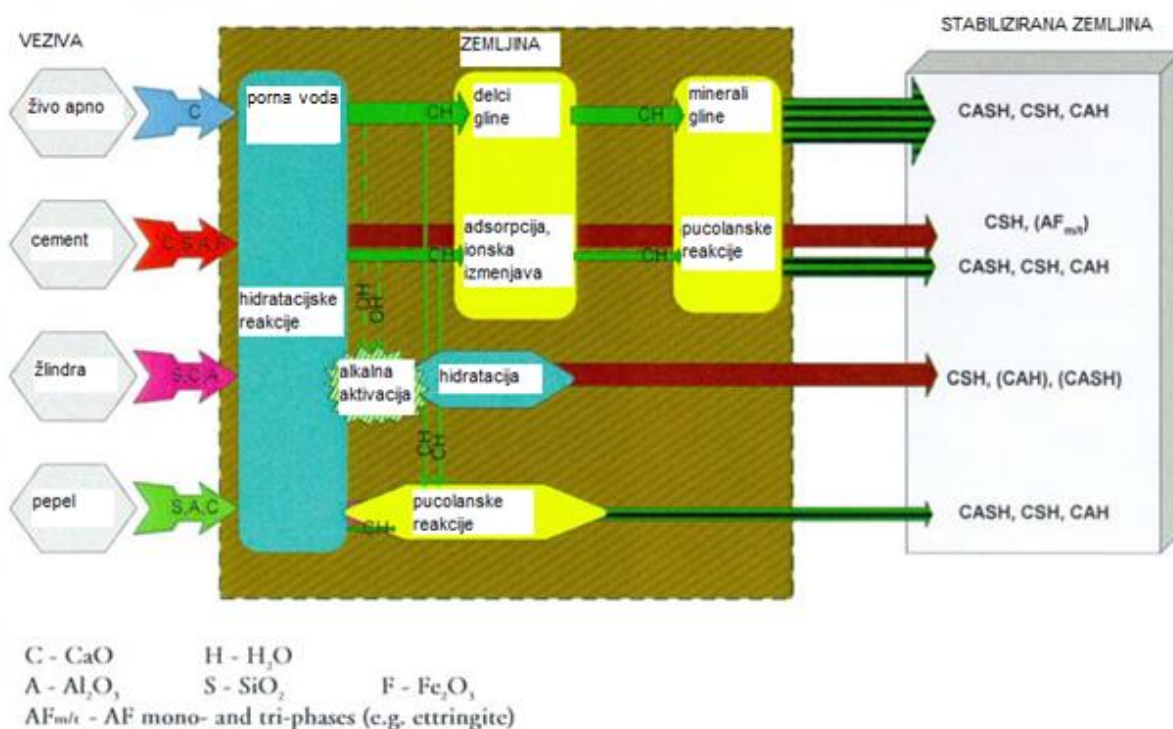 VEZIVA
ZEMLJINA
STABILIZIRANA ZEMLJINA
živo apno
C
porna voda
CH
delci
gline
CH
minerali
gline
CASH, CSH, CAH
cement
C,S,A,F
CH
adsorpcija,
ionska
izmenjava
CH
pucolanske
reakcije
CSH, (AFm/t)
CASH, CSH, CAH
hidratacijske
reakcije
CH
CH
žlindra
S,C,A
alkalna
aktivacija
hidratacija
CSH, (CAH), (CASH)
CH
CH
pepel
S,A,C
CH
pucolanske
reakcije
CASH, CSH, CAH
C - CaO H - H₂O
A - Al₂O₃ S - SiO₂ F - Fe₂O₃
AFm/t - AF mono- and tri-phases (e.g. ettringite)